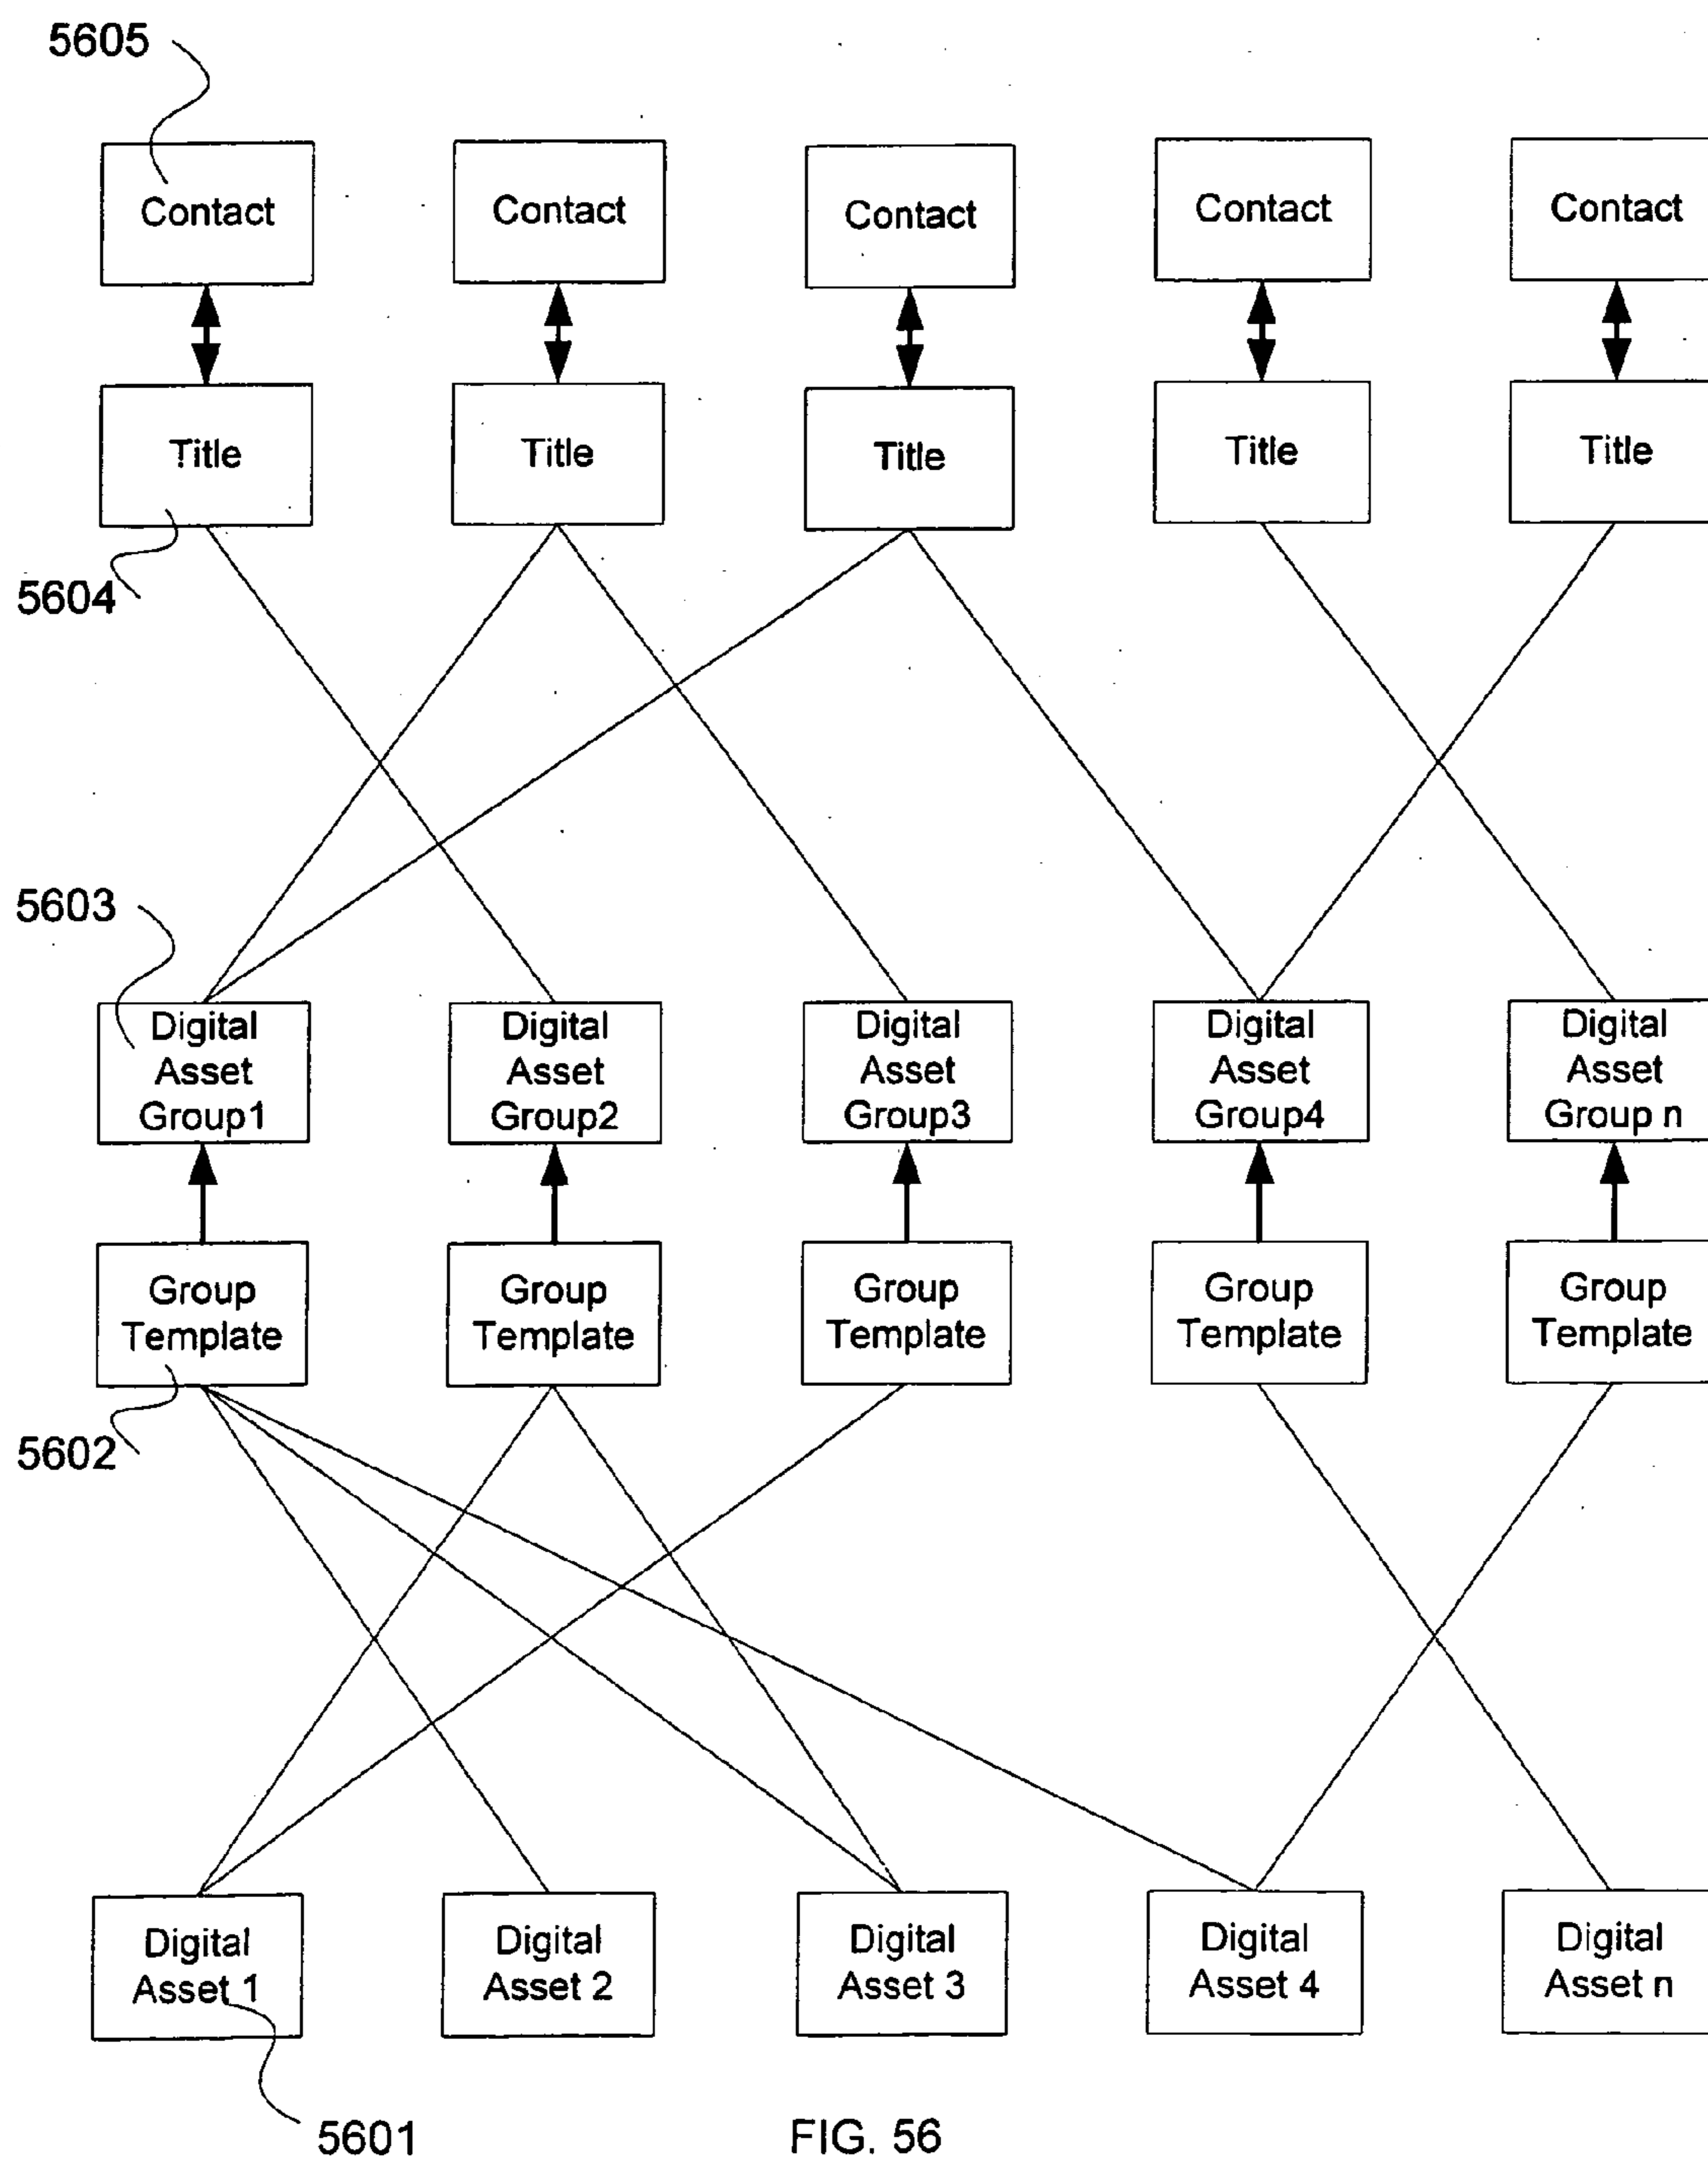 5605
Contact Contact Contact Contact Contact
Title Title Title Title Title
5604
5603
Digital Digital Digital Digital Digital
Asset Asset Asset Asset Asset
Group1 Group2 Group3 Group4 Group n
Group Group Group Group Group
Template Template Template Template Template
5602
Digital Digital Digital Digital Digital
Asset 1 Asset 2 Asset 3 Asset 4 Asset n
5601
FIG. 56